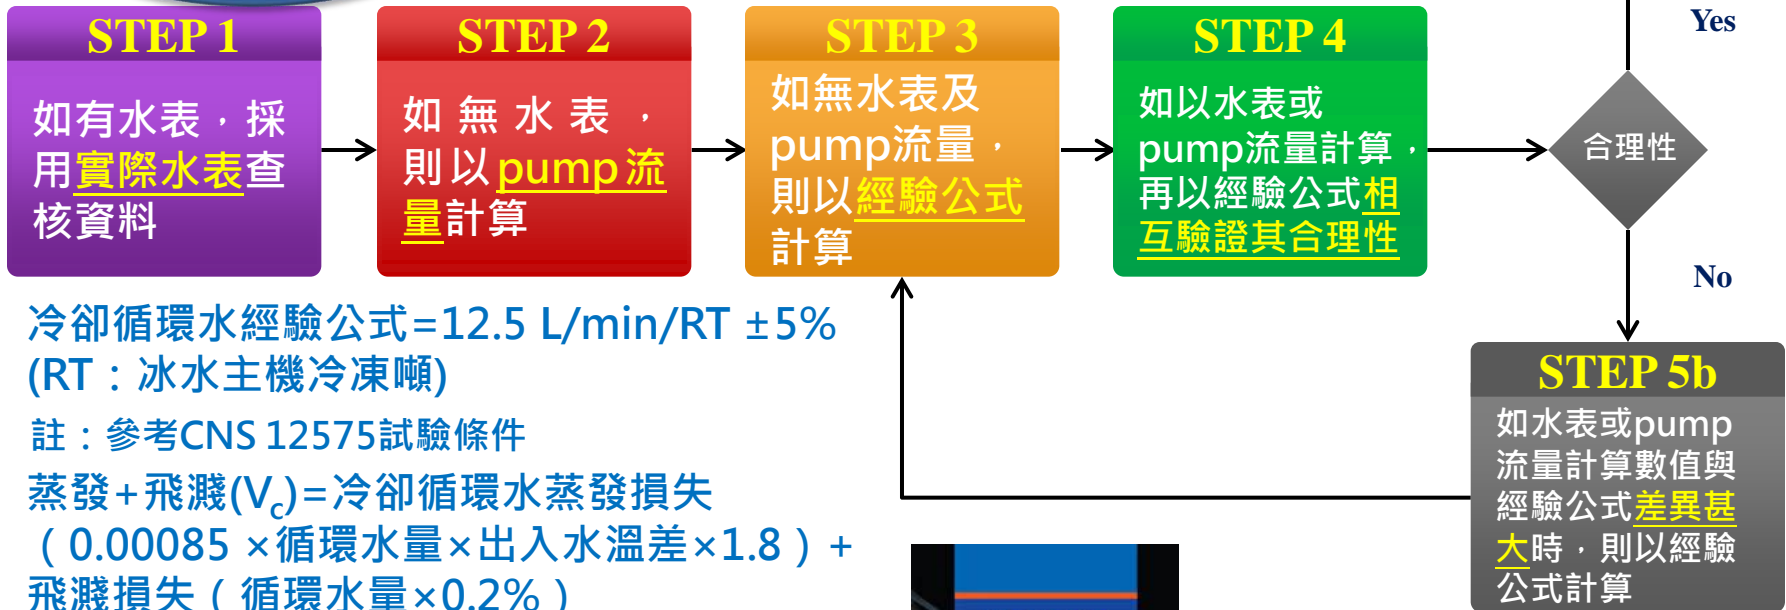 STEP 1
如有水表，採
用實際水表查
核資料
STEP 2
如無水表，
則以pump流
量計算
STEP 3
如無水表及
pump流量，
則以經驗公式
計算
STEP 4
如以水表或
pump流量計算，
再以經驗公式相
互驗證其合理性
合理性
Yes
No
STEP 5b
如水表或pump
流量計算數值與
經驗公式差異甚
大時，則以經驗
公式計算
冷卻循環水經驗公式=12.5 L/min/RT ±5%
(RT：冰水主機冷凍噸)
註：參考CNS 12575試驗條件
蒸發+飛濺(Vc)=冷卻循環水蒸發損失
（0.00085 ×循環水量×出入水溫差×1.8）+
飛濺損失（循環水量×0.2%）